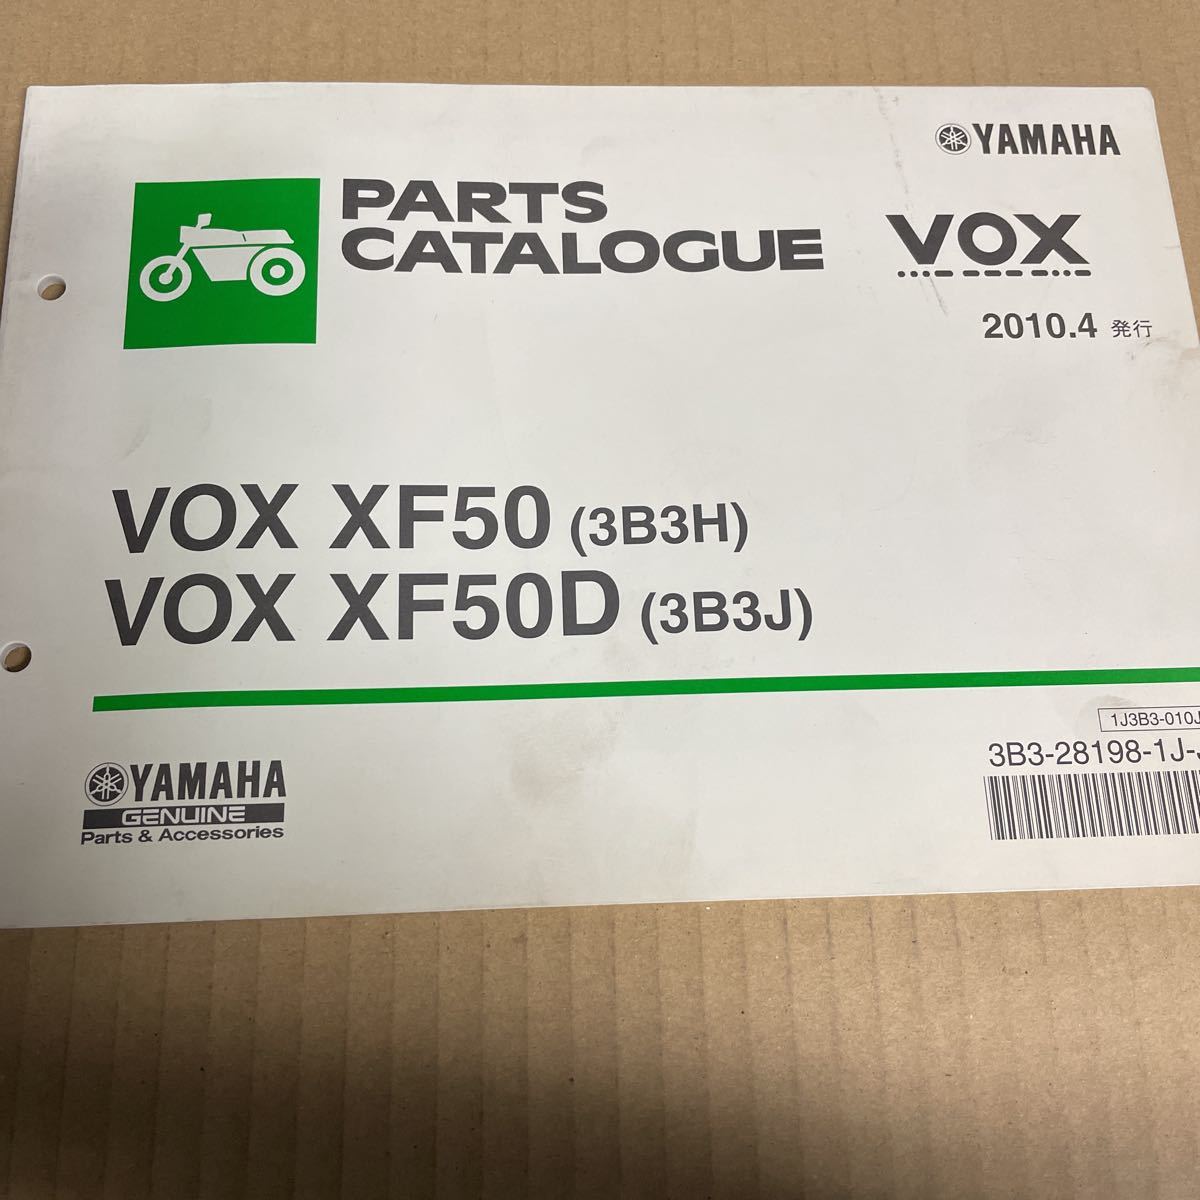 YAMAHA
PARTS
CATALOGUE
VOX
2010.4 発行
VOX XF50 (3B3H)
VOX XF50D (3B3J)
1J3B3-010J
3B3-28198-1J-J
YAMAHA
GENUINE
Parts & Accessories